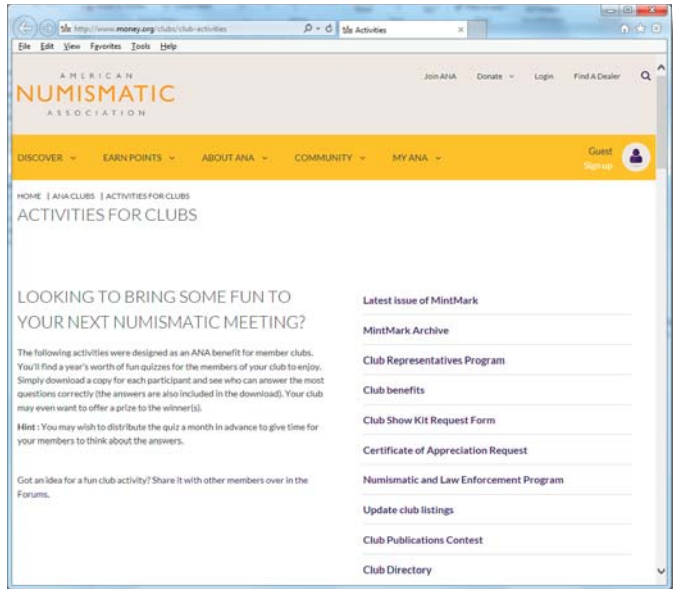 http://www.money.org/clubs/club-activities
Activities
File Edit View Favorites Tools Help
AMERICAN
NUMISMATIC
ASSOCIATION
Join ANA Donate Login Find A Dealer
DISCOVER EARN POINTS ABOUT ANA COMMUNITY MY ANA
Guest
Sign up
HOME | ANA CLUBS | ACTIVITIES FOR CLUBS
ACTIVITIES FOR CLUBS
LOOKING TO BRING SOME FUN TO
YOUR NEXT NUMISMATIC MEETING?
The following activities were designed as an ANA benefit for member clubs.
You'll find a year's worth of fun quizzes for the members of your club to enjoy.
Simply download a copy for each participant and see who can answer the most
questions correctly (the answers are also included in the download). Your club
may even want to offer a prize to the winner(s).
Hint : You may wish to distribute the quiz a month in advance to give time for
your members to think about the answers.
Got an idea for a fun club activity? Share it with other members over in the
Forums.
Latest issue of MintMark
MintMark Archive
Club Representatives Program
Club benefits
Club Show Kit Request Form
Certificate of Appreciation Request
Numismatic and Law Enforcement Program
Update club listings
Club Publications Contest
Club Directory